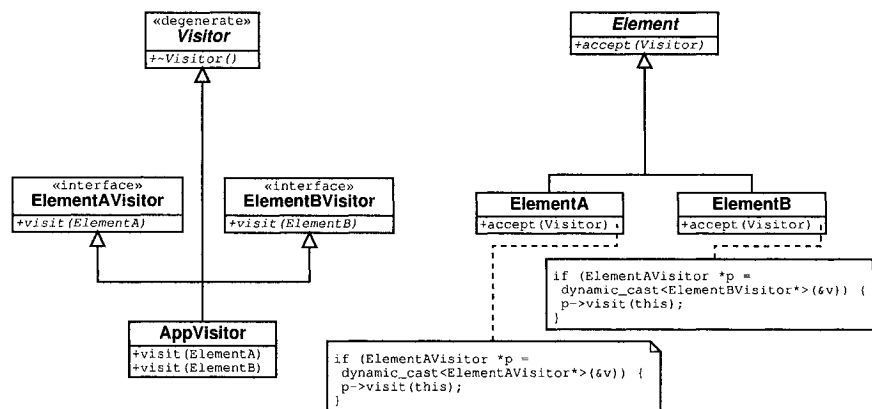 «degenerate»
Visitor
+~Visitor()
Element
+accept(Visitor)
«interface»
ElementAVisitor
+visit(ElementA)
«interface»
ElementBVisitor
+visit(ElementB)
ElementA
+accept(Visitor)
ElementB
+accept(Visitor)
if (ElementAVisitor *p =
dynamic_cast<ElementBVisitor*>(&v)) {
p->visit(this);
}
AppVisitor
+visit(ElementA)
+visit(ElementB)
if (ElementAVisitor *p =
dynamic_cast<ElementAVisitor*>(&v)) {
p->visit(this);
}